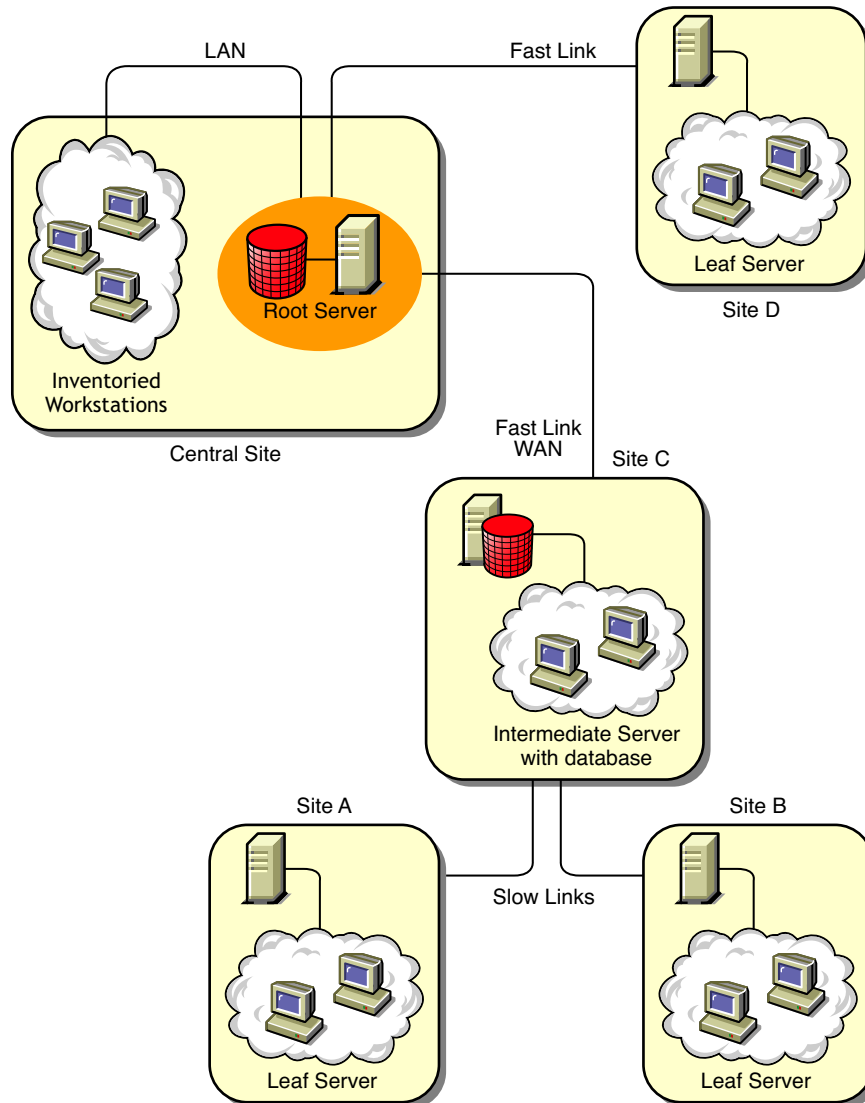 LAN
Fast Link
Root Server
Inventoried
Workstations
Central Site
Leaf Server
Site D
Fast Link
WAN
Site C
Intermediate Server
with database
Site A
Site B
Slow Links
Leaf Server
Leaf Server